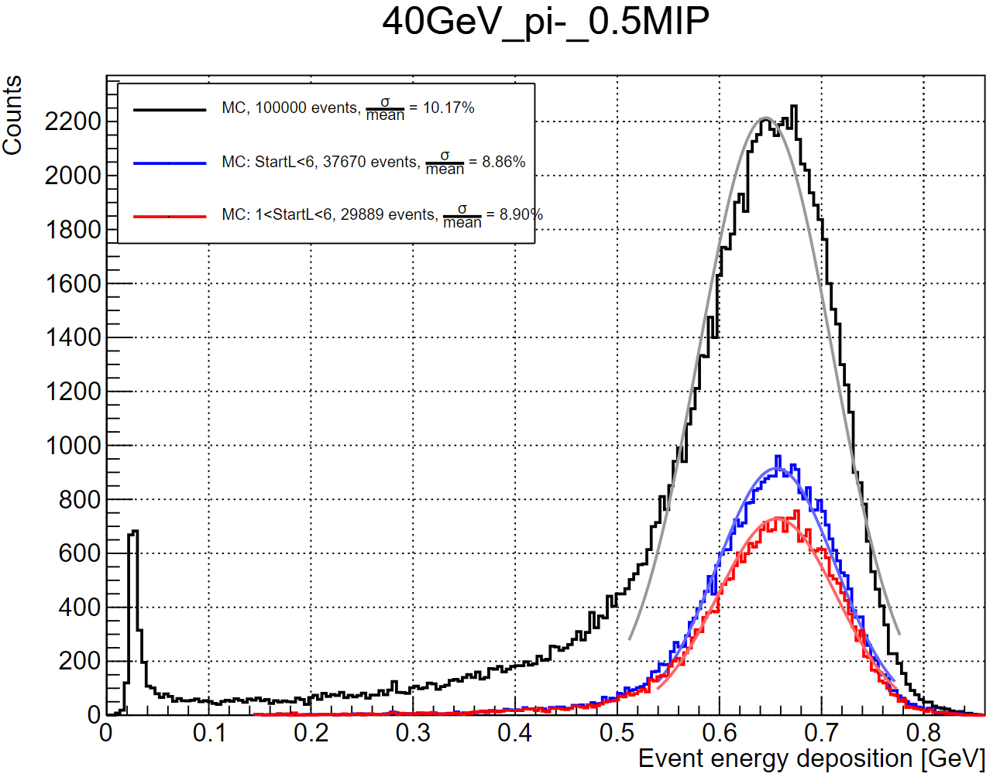 40GeV_pi-_0.5MIP
Counts
MC, 100000 events, σ/mean = 10.17%
MC: StartL<6, 37670 events, σ/mean = 8.86%
MC: 1<StartL<6, 29889 events, σ/mean = 8.90%
2200
2000
1800
1600
1400
1200
1000
800
600
400
200
0
0 0.1 0.2 0.3 0.4 0.5 0.6 0.7 0.8
Event energy deposition [GeV]